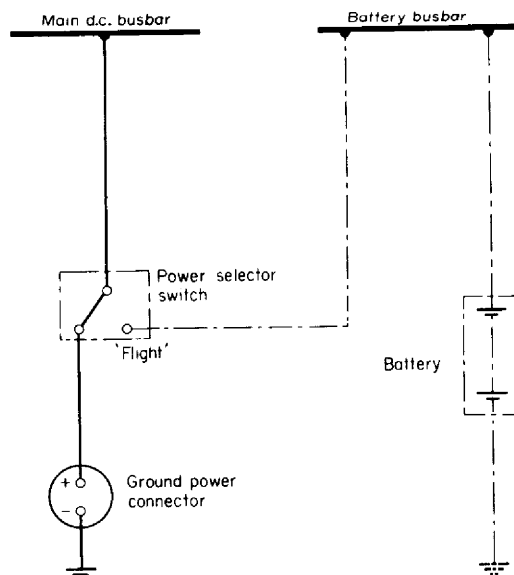 Main d.c. busbar
Battery busbar
Power selector
switch
'Flight'
Battery
+
−
Ground power
connector